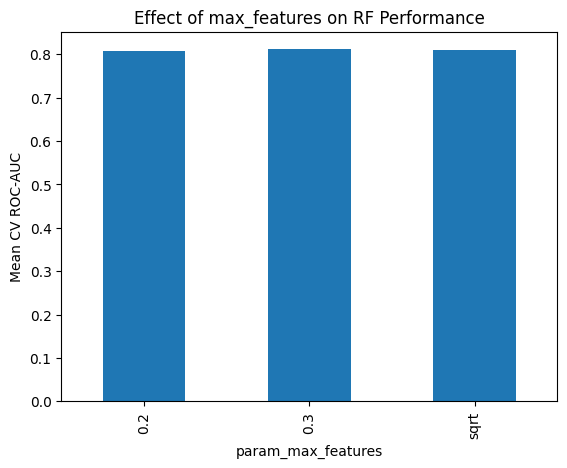 Effect of max_features on RF Performance
Mean CV ROC-AUC
0.8
0.7
0.6
0.5
0.4
0.3
0.2
0.1
0.0
0.2
0.3
sqrt
param_max_features